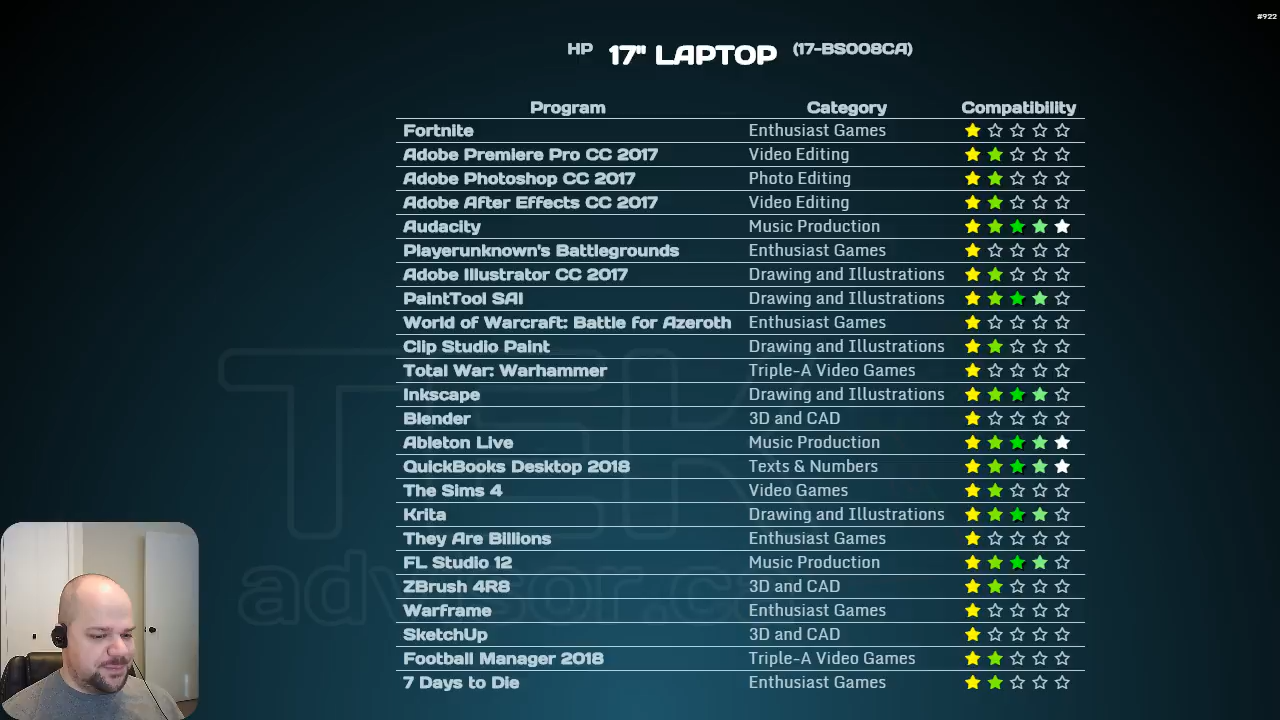 #922
HP 17" LAPTOP (17-BS008CA)
Program Category Compatibility
Fortnite Enthusiast Games
Adobe Premiere Pro CC 2017 Video Editing
Adobe Photoshop CC 2017 Photo Editing
Adobe After Effects CC 2017 Video Editing
Audacity Music Production
Playerunknown's Battlegrounds Enthusiast Games
Adobe Illustrator CC 2017 Drawing and Illustrations
PaintTool SAI Drawing and Illustrations
World of Warcraft: Battle for Azeroth Enthusiast Games
Clip Studio Paint Drawing and Illustrations
Total War: Warhammer Triple-A Video Games
Inkscape Drawing and Illustrations
Blender 3D and CAD
Ableton Live Music Production
QuickBooks Desktop 2018 Texts & Numbers
The Sims 4 Video Games
Krita Drawing and Illustrations
They Are Billions Enthusiast Games
FL Studio 12 Music Production
ZBrush 4R8 3D and CAD
Warframe Enthusiast Games
SketchUp 3D and CAD
Football Manager 2018 Triple-A Video Games
7 Days to Die Enthusiast Games
TEK
advisor.ca